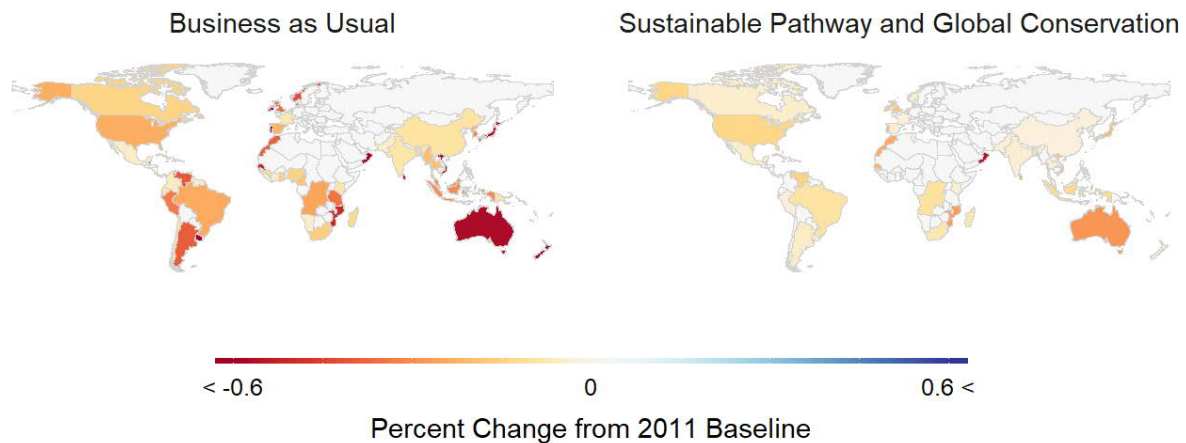 Business as Usual
Sustainable Pathway and Global Conservation
< -0.6
0
0.6 <
Percent Change from 2011 Baseline